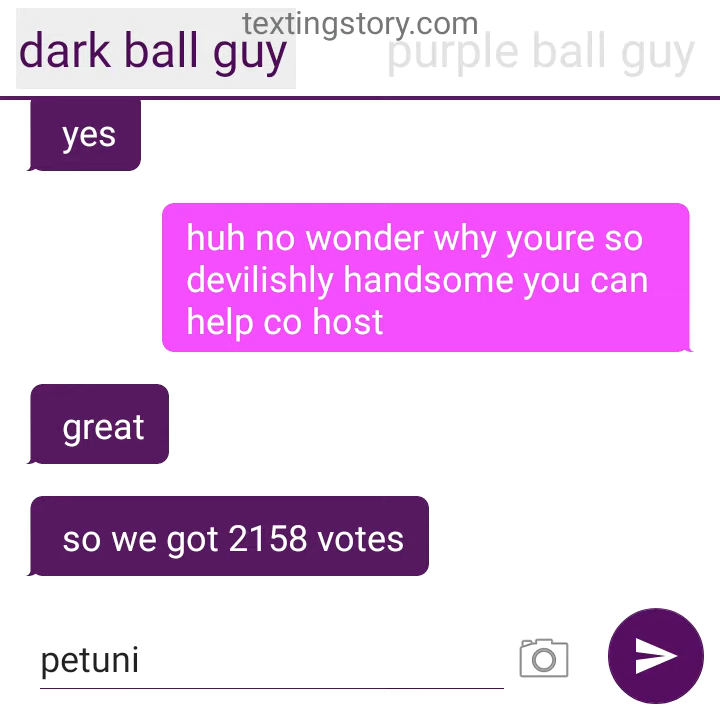 textingstory.com
dark ball guy
purple ball guy
yes
huh no wonder why youre so
devilishly handsome you can
help co host
great
so we got 2158 votes
petuni